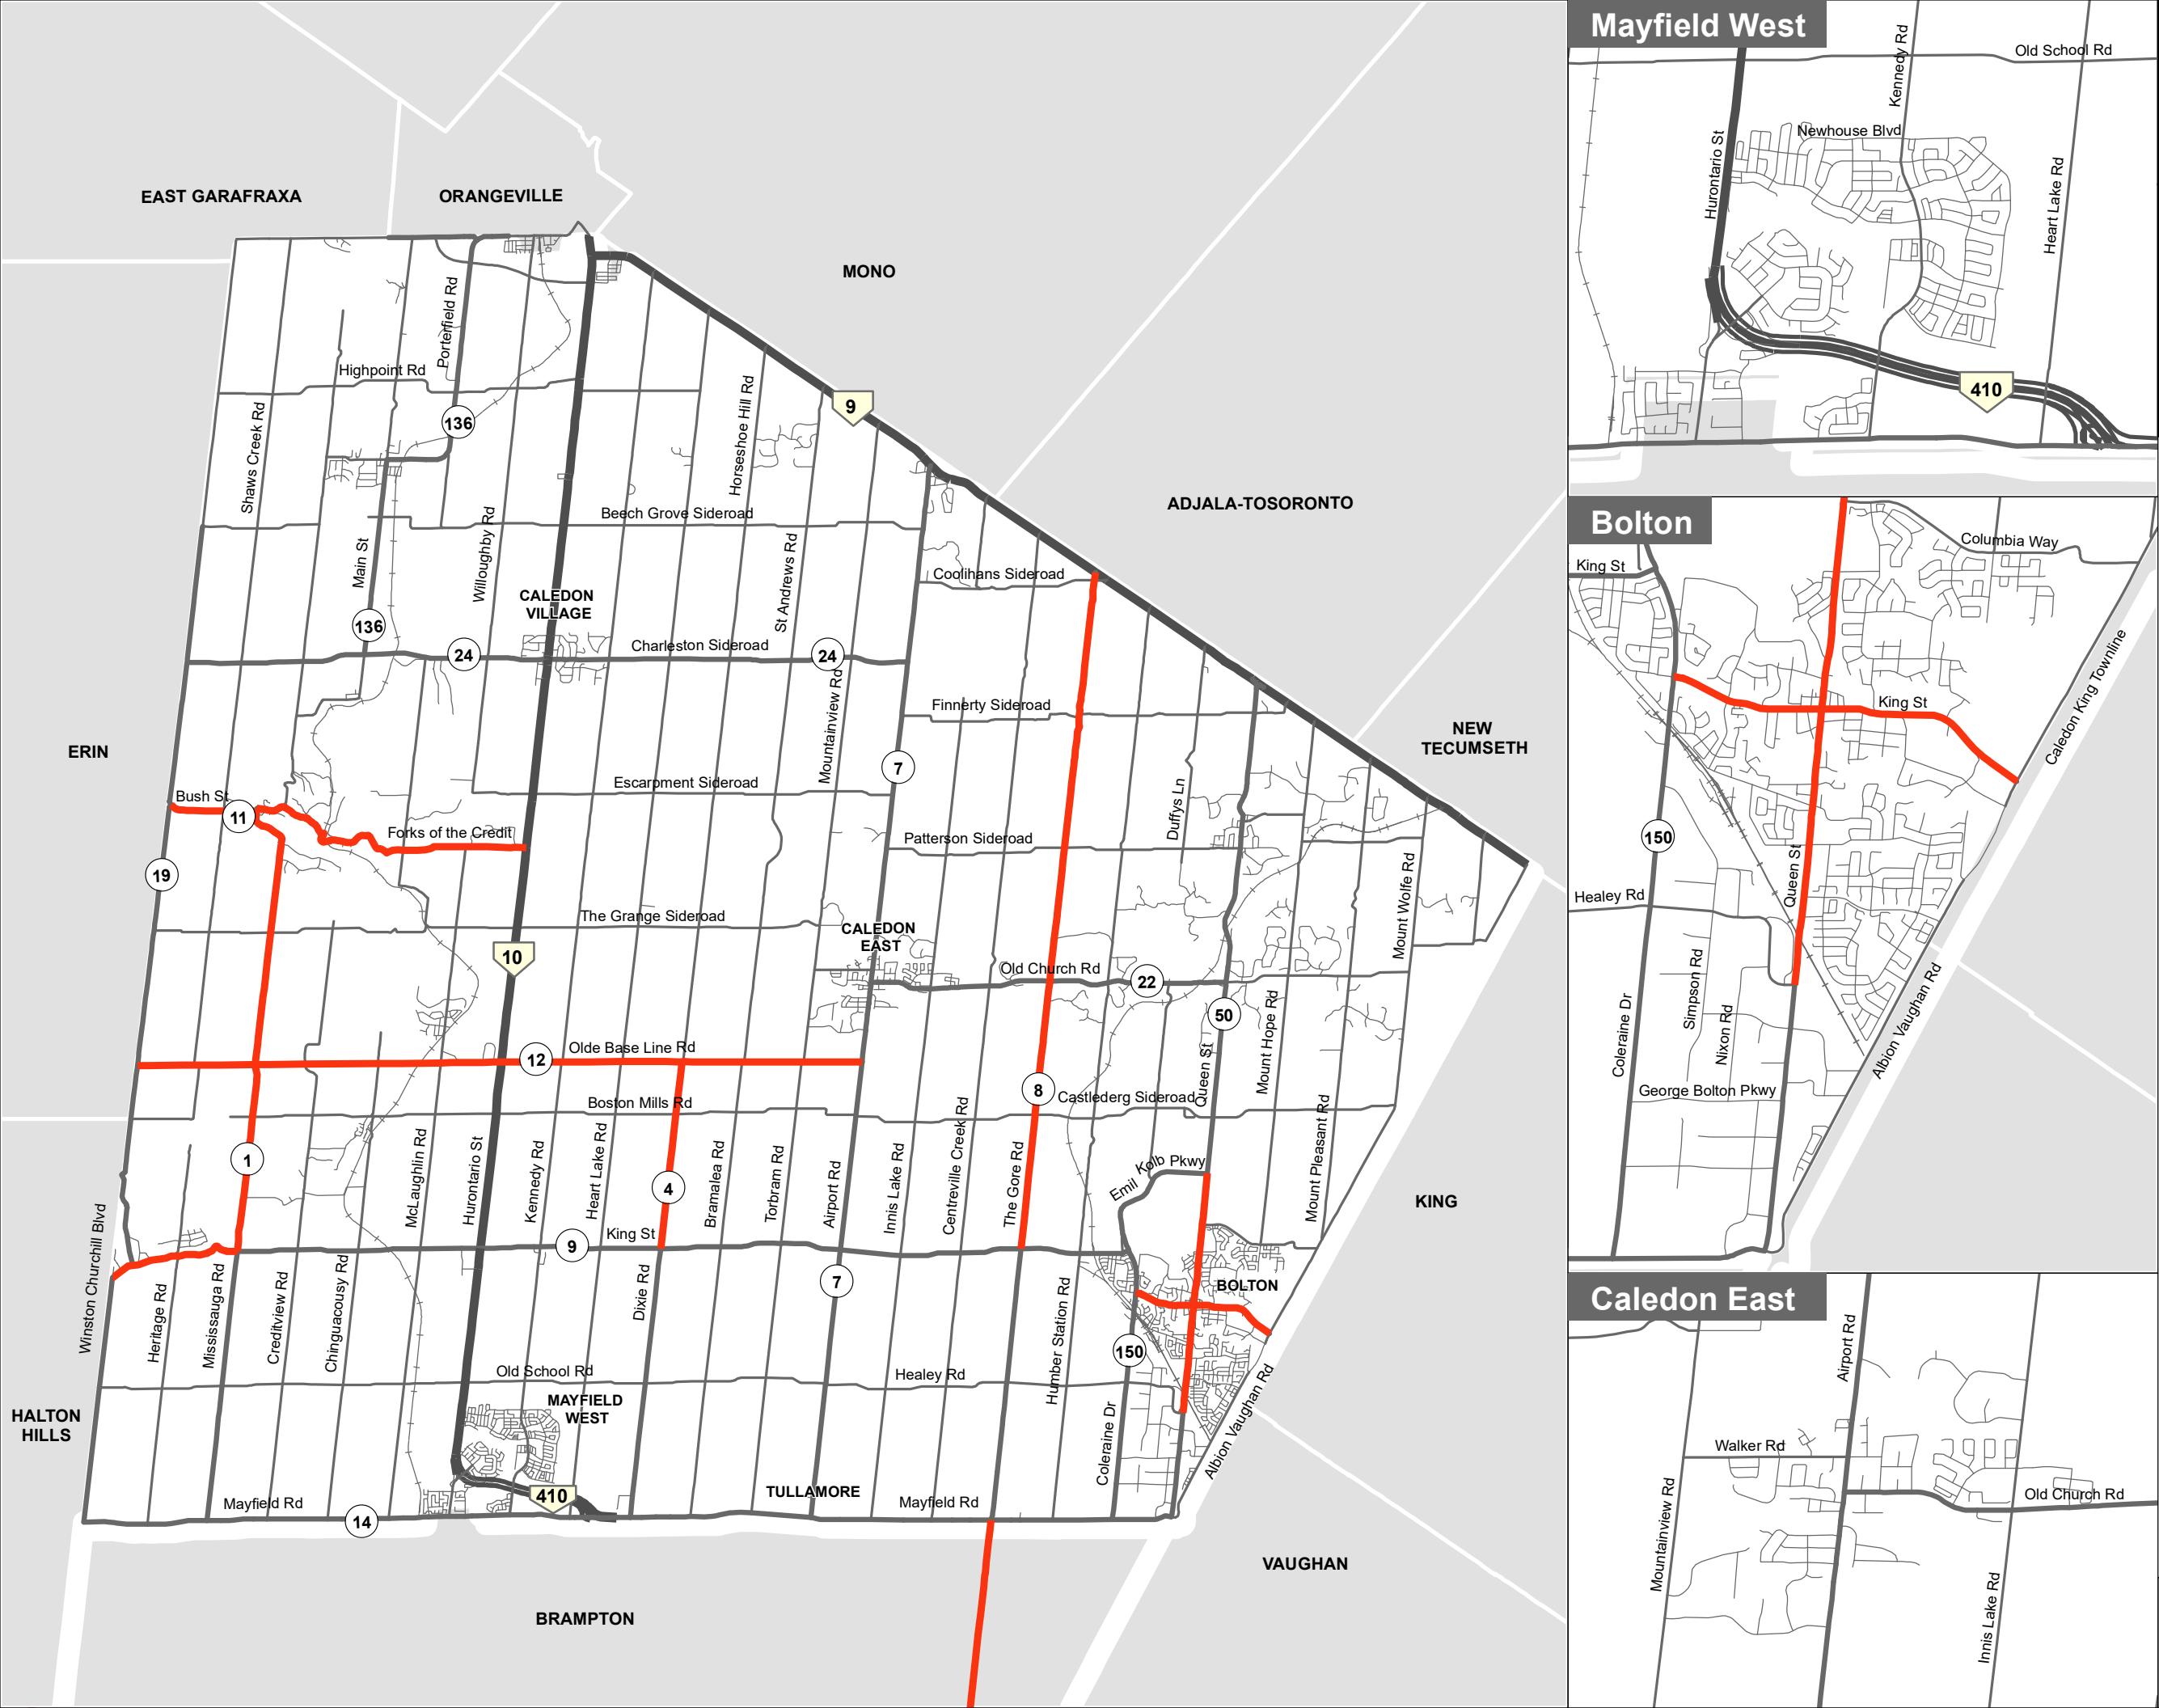 EAST GARAFRAXA
ORANGEVILLE
MONO
Porterfield Rd
Highpoint Rd
136
9
Shaws Creek Rd
Horseshoe Hill Rd
ADJALA-TOSORONTO
Beech Grove Sideroad
Willoughby Rd
Main St
St Andrews Rd
Coolihans Sideroad
CALEDON
VILLAGE
136
24
Charleston Sideroad
24
Mountainview Rd
Finnerty Sideroad
NEW
TECUMSETH
ERIN
7
Escarpment Sideroad
Bush St
11
Forks of the Credit
Patterson Sideroad
Duffys Ln
19
Mount Wolfe Rd
The Grange Sideroad
CALEDON
EAST
10
Old Church Rd
22
50
Mount Hope Rd
Olde Base Line Rd
12
Queen St
8
Boston Mills Rd
Castlederg Sideroad
1
McLaughlin Rd
Hurontario St
Kennedy Rd
Heart Lake Rd
4
Bramalea Rd
Torbram Rd
Airport Rd
Innis Lake Rd
Centreville Creek Rd
The Gore Rd
Emil Kolb Pkwy
Mount Pleasant Rd
KING
Winston Churchill Blvd
King St
9
7
BOLTON
Heritage Rd
Mississauga Rd
Creditview Rd
Chinguacousy Rd
Dixie Rd
Humber Station Rd
150
Old School Rd
Healey Rd
HALTON
HILLS
MAYFIELD
WEST
Coleraine Dr
Albion Vaughan Rd
410
TULLAMORE
Mayfield Rd
14
Mayfield Rd
VAUGHAN
BRAMPTON
Mayfield West
Kennedy Rd
Old School Rd
Newhouse Blvd
Hurontario St
Heart Lake Rd
410
Bolton
Columbia Way
King St
King St
Caledon King Townline
150
Queen St
Healey Rd
Simpson Rd
Nixon Rd
Coleraine Dr
Albion Vaughan Rd
George Bolton Pkwy
Caledon East
Airport Rd
Walker Rd
Old Church Rd
Mountainview Rd
Innis Lake Rd